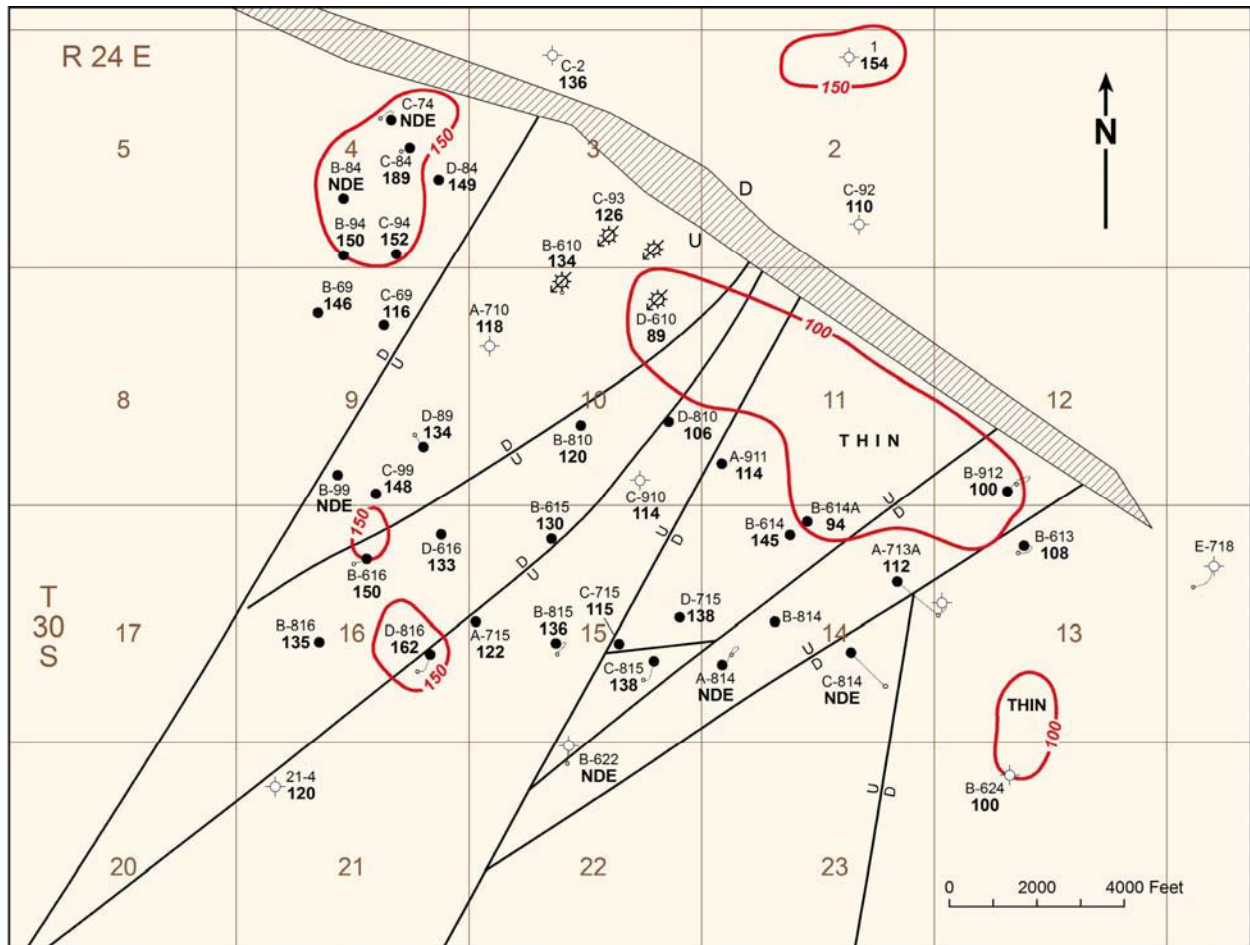 R 24 E
C-2
136
1
154
150
N
5
4
3
2
C-74
NDE
150
C-84
189
B-84
NDE
D-84
149
B-94
150
C-94
152
C-93
126
B-610
134
D
U
C-92
110
B-69
146
C-69
116
A-710
118
D-610
89
100
D
U
8
9
10
11
12
D-89
134
D
U
B-810
120
D-810
106
THIN
A-911
114
B-99
NDE
C-99
148
C-910
114
B-912
100
150
B-616
150
D-616
133
B-615
130
U
D
B-614
145
B-614A
94
U
D
A-713A
112
B-613
108
E-718
D
U
T
30
S
17
16
15
14
13
B-816
135
D-816
162
150
A-715
122
B-815
136
C-715
115
D-715
138
B-814
C-815
138
A-814
NDE
U
D
C-814
NDE
THIN
100
B-622
NDE
21-4
120
U
D
B-624
100
20
21
22
23
0 2000 4000 Feet